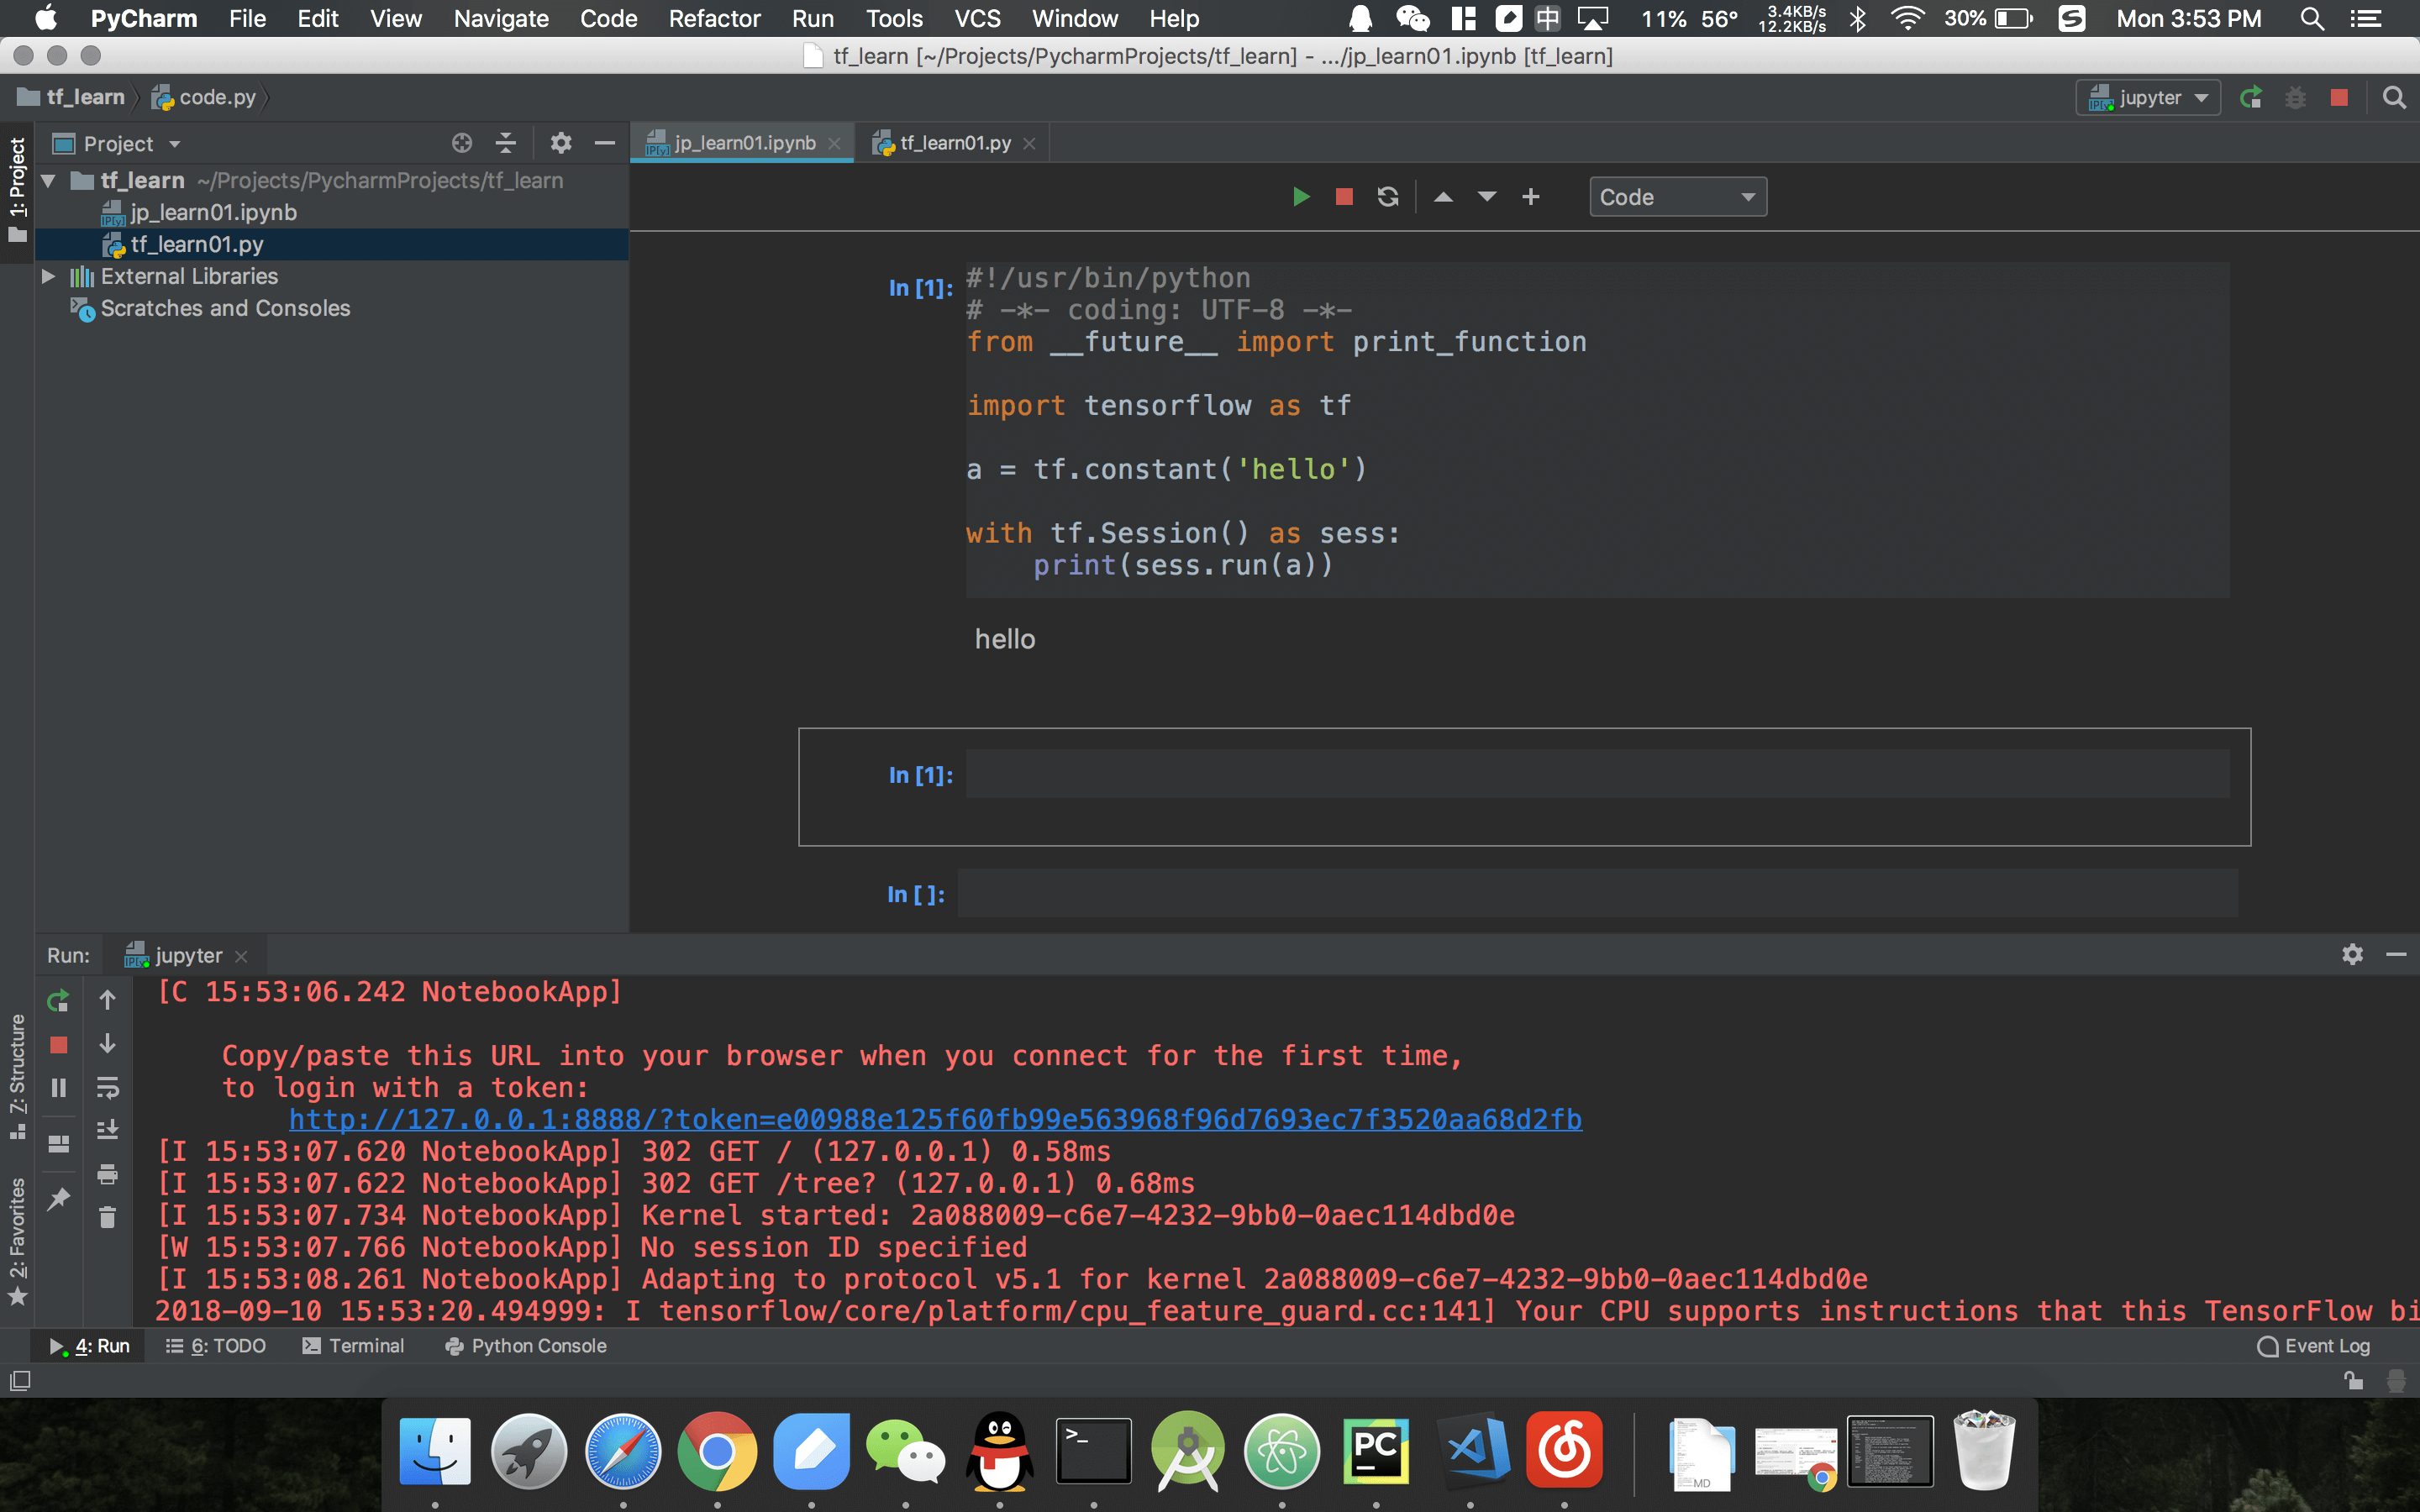 PyCharm File Edit View Navigate Code Refactor Run Tools VCS Window Help 中 11% 56° 3.4KB/s 12.2KB/s 30% S Mon 3:53 PM
tf_learn [~/Projects/PycharmProjects/tf_learn] - .../jp_learn01.ipynb [tf_learn]
tf_learn code.py jupyter
1: Project
Project
jp_learn01.ipynb tf_learn01.py
tf_learn ~/Projects/PycharmProjects/tf_learn
jp_learn01.ipynb
tf_learn01.py
External Libraries
Scratches and Consoles
Code
In [1]:
#!/usr/bin/python
# -*- coding: UTF-8 -*-
from __future__ import print_function
import tensorflow as tf
a = tf.constant('hello')
with tf.Session() as sess:
    print(sess.run(a))
hello
In [1]:
In [ ]:
Run: jupyter
[C 15:53:06.242 NotebookApp]
Copy/paste this URL into your browser when you connect for the first time,
to login with a token:
http://127.0.0.1:8888/?token=e00988e125f60fb99e563968f96d7693ec7f3520aa68d2fb
[I 15:53:07.620 NotebookApp] 302 GET / (127.0.0.1) 0.58ms
[I 15:53:07.622 NotebookApp] 302 GET /tree? (127.0.0.1) 0.68ms
[I 15:53:07.734 NotebookApp] Kernel started: 2a088009-c6e7-4232-9bb0-0aec114dbd0e
[W 15:53:07.766 NotebookApp] No session ID specified
[I 15:53:08.261 NotebookApp] Adapting to protocol v5.1 for kernel 2a088009-c6e7-4232-9bb0-0aec114dbd0e
2018-09-10 15:53:20.494999: I tensorflow/core/platform/cpu_feature_guard.cc:141] Your CPU supports instructions that this TensorFlow bi
7: Structure
2: Favorites
4: Run 6: TODO Terminal Python Console Event Log
>_
PC
MD